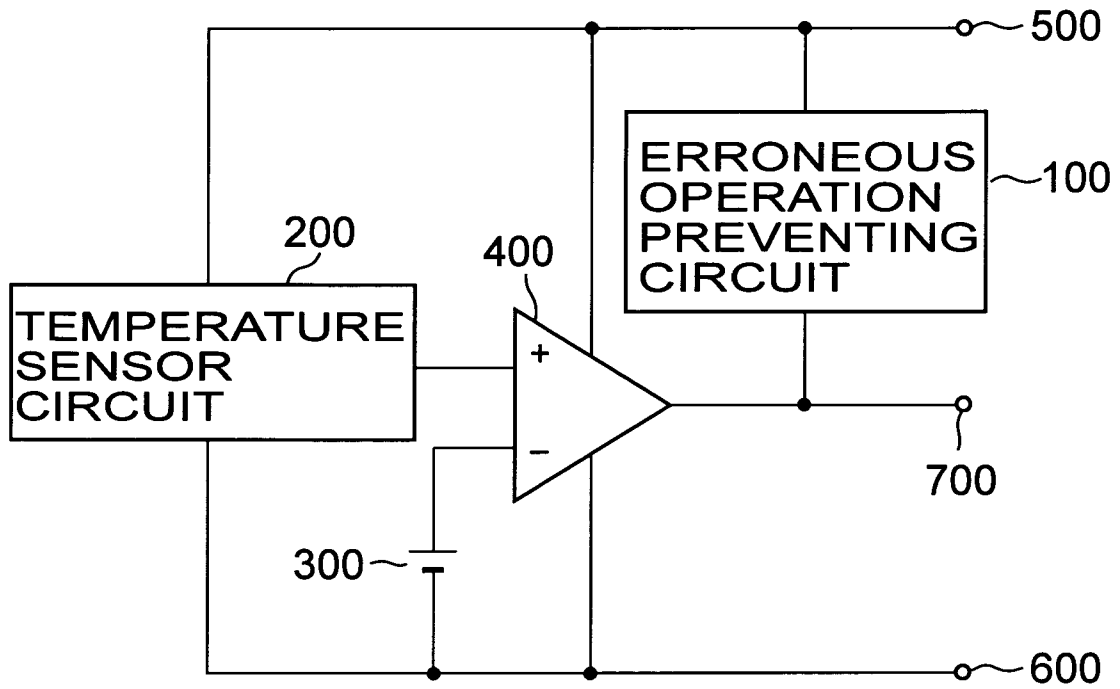 500
ERRONEOUS
OPERATION
PREVENTING
CIRCUIT
100
200
400
TEMPERATURE
SENSOR
CIRCUIT
+
−
700
300
600